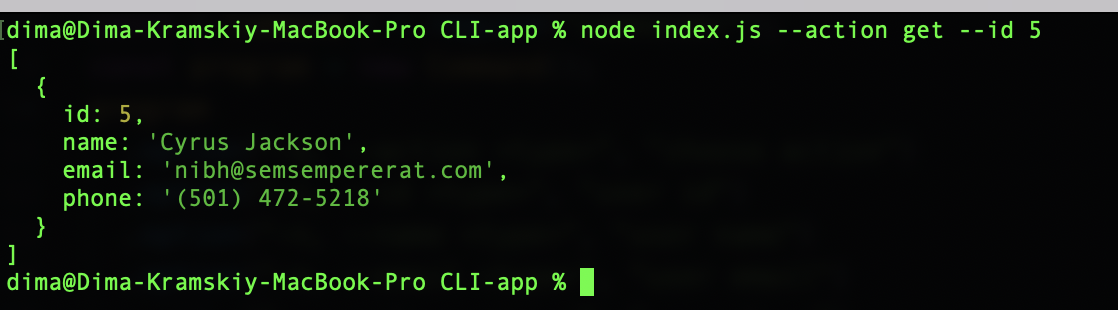 dima@Dima-Kramskiy-MacBook-Pro CLI-app % node index.js --action get --id 5
[
  {
    id: 5,
    name: 'Cyrus Jackson',
    email: 'nibh@semsempererat.com',
    phone: '(501) 472-5218'
  }
]
dima@Dima-Kramskiy-MacBook-Pro CLI-app %